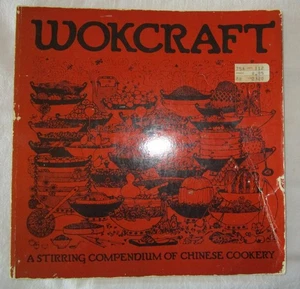 WOKCRAFT
A STIRRING COMPENDIUM OF CHINESE COOKERY